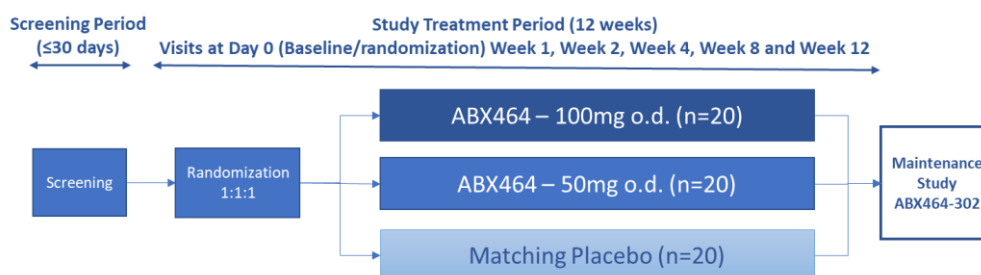 Screening Period
(≤30 days)
Study Treatment Period (12 weeks)
Visits at Day 0 (Baseline/randomization) Week 1, Week 2, Week 4, Week 8 and Week 12
Screening
Randomization
1:1:1
ABX464 – 100mg o.d. (n=20)
ABX464 – 50mg o.d. (n=20)
Matching Placebo (n=20)
Maintenance
Study
ABX464-302